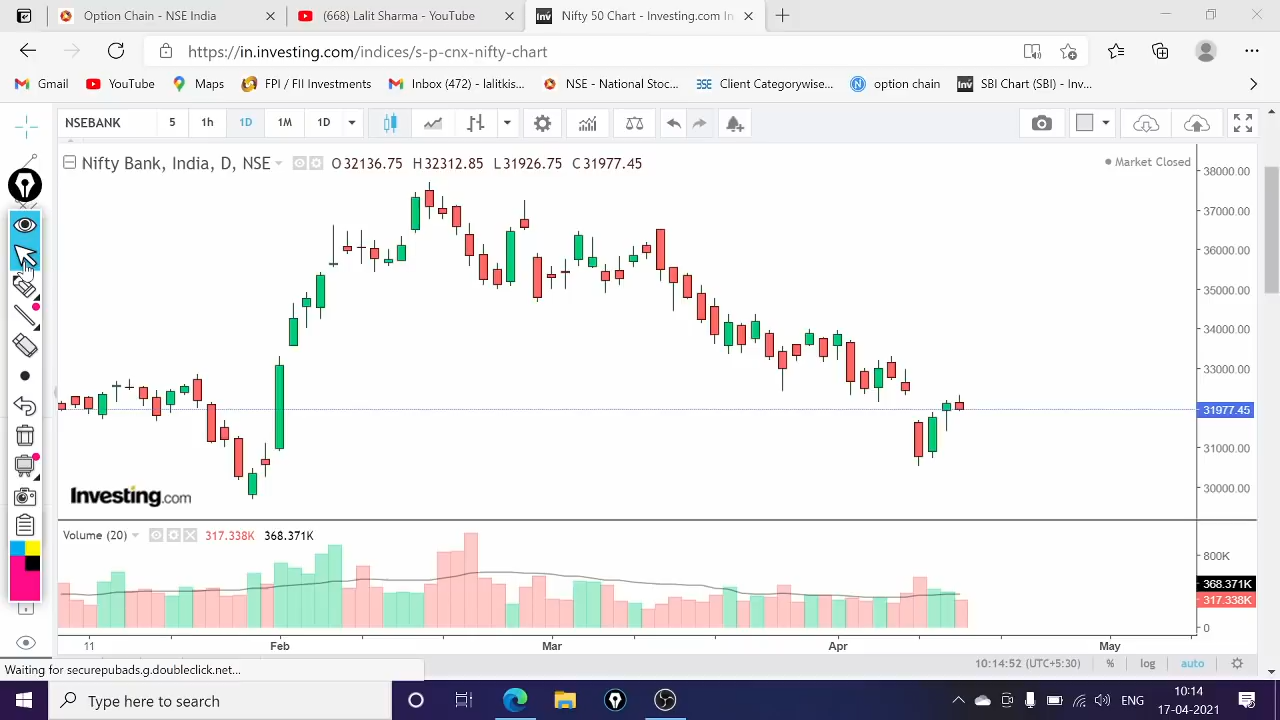 Option Chain - NSE India
(668) Lalit Sharma - YouTube
Nifty 50 Chart - Investing.com In
https://in.investing.com/indices/s-p-cnx-nifty-chart
Gmail
YouTube
Maps
FPI / FII Investments
Inbox (472) - lalitkis...
NSE - National Stoc...
Client Categorywise...
option chain
SBI Chart (SBI) - Inv...
NSEBANK 5 1h 1D 1M 1D
Nifty Bank, India, D, NSE O32136.75 H32312.85 L31926.75 C31977.45
Market Closed
38000.00
37000.00
36000.00
35000.00
34000.00
33000.00
31977.45
31000.00
30000.00
Investing.com
Volume (20) 317.338K 368.371K
800K
368.371K
317.338K
0
11 Feb Mar Apr May
Waiting for securepubads.g.doubleclick.net...
10:14:52 (UTC+5:30) % log auto
Type here to search
ENG
10:14
17-04-2021